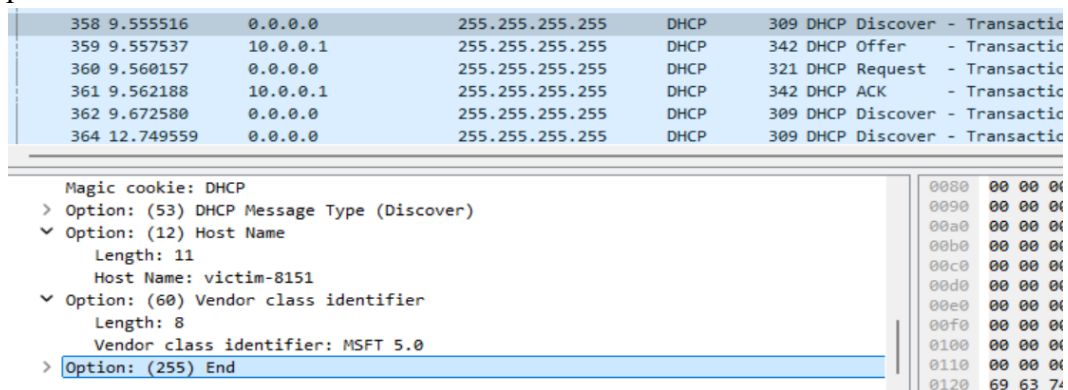 358 9.555516 0.0.0.0 255.255.255.255 DHCP 309 DHCP Discover - Transactic
359 9.557537 10.0.0.1 255.255.255.255 DHCP 342 DHCP Offer - Transactic
360 9.560157 0.0.0.0 255.255.255.255 DHCP 321 DHCP Request - Transactic
361 9.562188 10.0.0.1 255.255.255.255 DHCP 342 DHCP ACK - Transactic
362 9.672580 0.0.0.0 255.255.255.255 DHCP 309 DHCP Discover - Transactic
364 12.749559 0.0.0.0 255.255.255.255 DHCP 309 DHCP Discover - Transactic
Magic cookie: DHCP
Option: (53) DHCP Message Type (Discover)
Option: (12) Host Name
Length: 11
Host Name: victim-8151
Option: (60) Vendor class identifier
Length: 8
Vendor class identifier: MSFT 5.0
Option: (255) End
0080 00 00 00
0090 00 00 00
00a0 00 00 00
00b0 00 00 00
00c0 00 00 00
00d0 00 00 00
00e0 00 00 00
00f0 00 00 00
0100 00 00 00
0110 00 00 00
0120 69 63 74